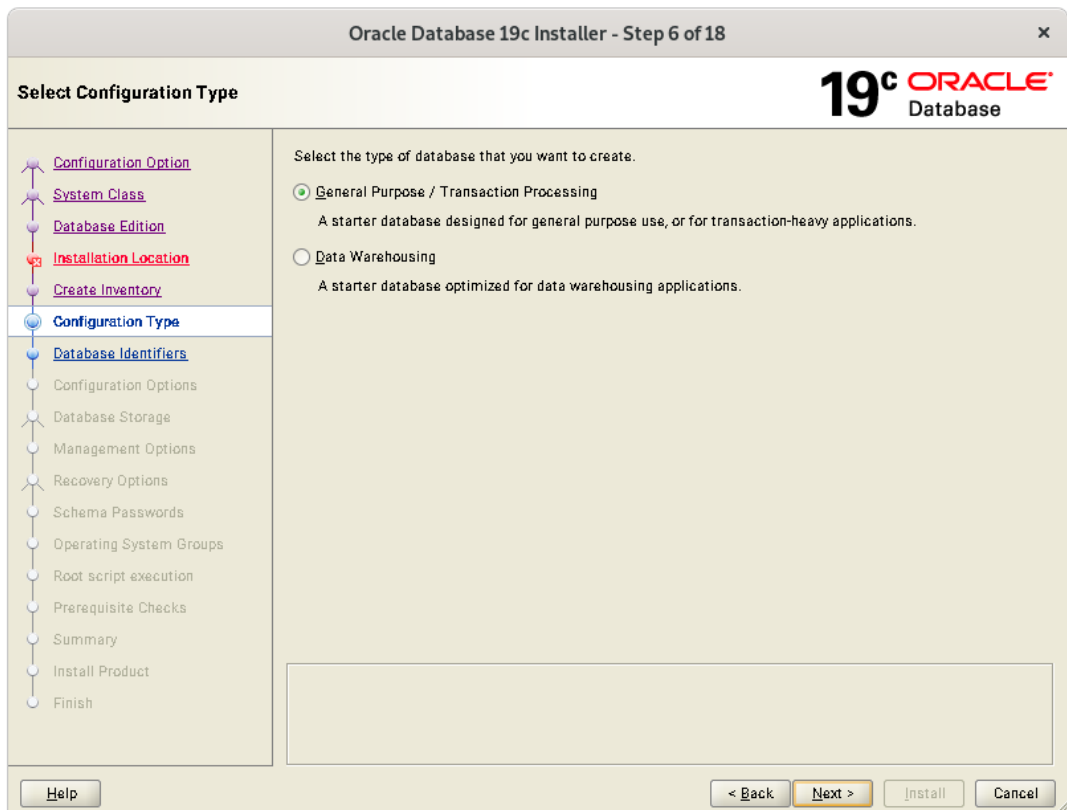 Oracle Database 19c Installer - Step 6 of 18
Select Configuration Type
19c ORACLE
Database
Configuration Option
System Class
Database Edition
Installation Location
Create Inventory
Configuration Type
Database Identifiers
Configuration Options
Database Storage
Management Options
Recovery Options
Schema Passwords
Operating System Groups
Root script execution
Prerequisite Checks
Summary
Install Product
Finish
Select the type of database that you want to create.
General Purpose / Transaction Processing
A starter database designed for general purpose use, or for transaction-heavy applications.
Data Warehousing
A starter database optimized for data warehousing applications.
Help
< Back
Next >
Install
Cancel